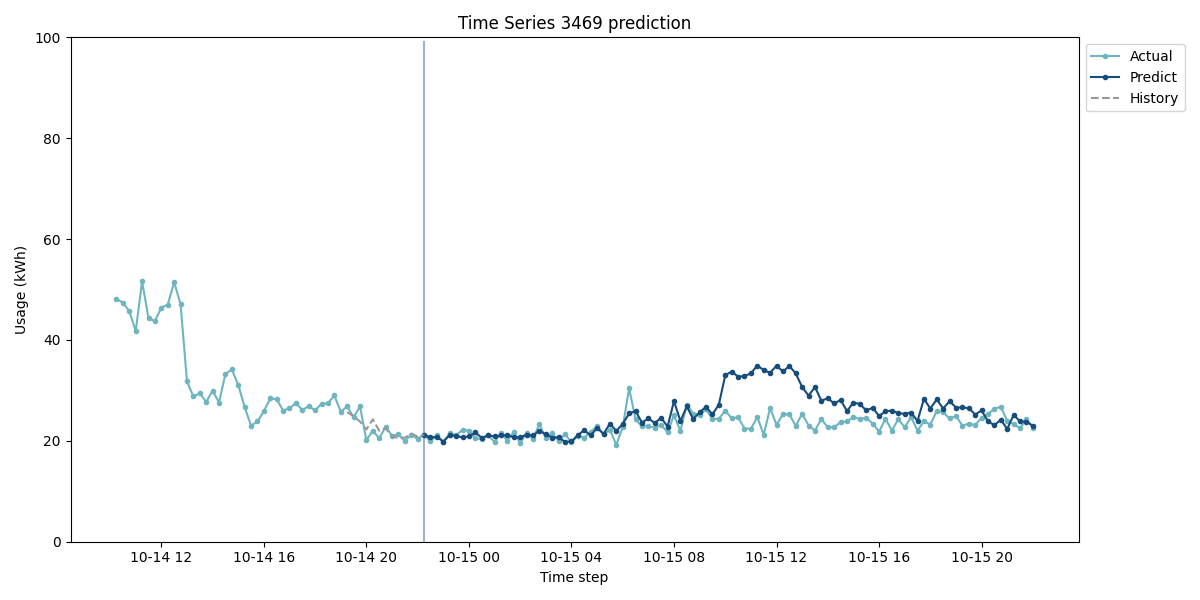 Time Series 3469 prediction
100
80
60
40
20
0
Usage (kWh)
10-14 12
10-14 16
10-14 20
10-15 00
10-15 04
10-15 08
10-15 12
10-15 16
10-15 20
Time step
Actual
Predict
History